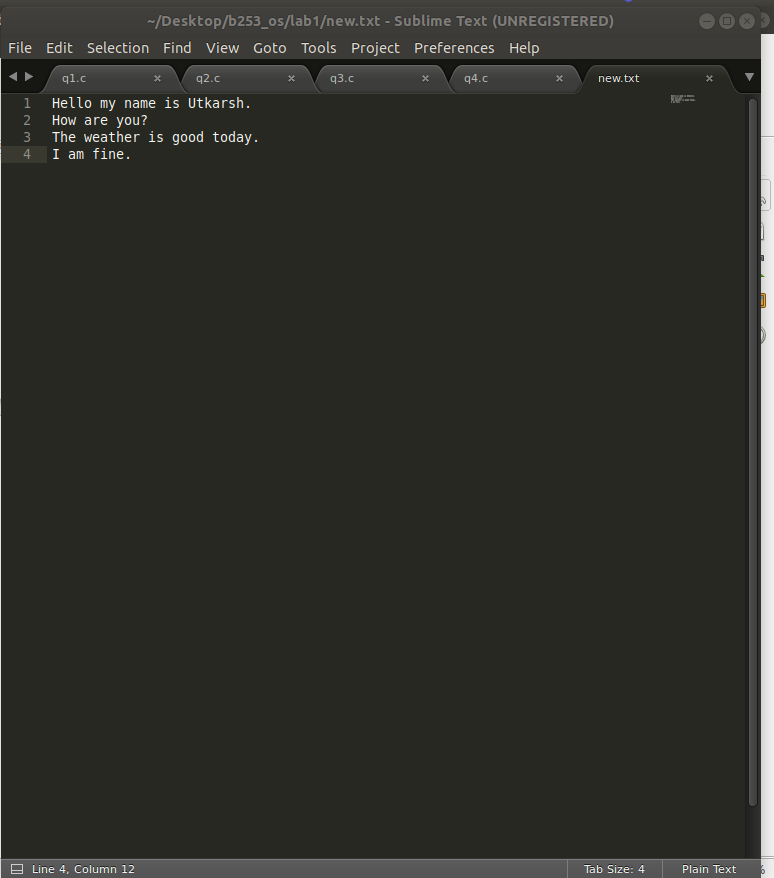 ~/Desktop/b253_os/lab1/new.txt - Sublime Text (UNREGISTERED)
File Edit Selection Find View Goto Tools Project Preferences Help
q1.c q2.c q3.c q4.c new.txt
1 Hello my name is Utkarsh.
2 How are you?
3 The weather is good today.
4 I am fine.
Line 4, Column 12 Tab Size: 4 Plain Text %